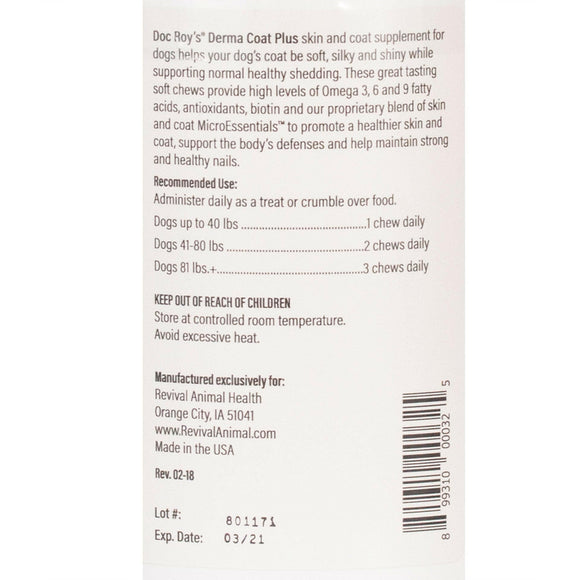 Doc Roy's® Derma Coat Plus skin and coat supplement for
dogs helps your dog's coat be soft, silky and shiny while
supporting normal healthy shedding. These great tasting
soft chews provide high levels of Omega 3, 6 and 9 fatty
acids, antioxidants, biotin and our proprietary blend of skin
and coat MicroEssentials™ to promote a healthier skin and
coat, support the body's defenses and help maintain strong
and healthy nails.
Recommended Use:
Administer daily as a treat or crumble over food.
Dogs up to 40 lbs ..........................................1 chew daily
Dogs 41-80 lbs ...............................................2 chews daily
Dogs 81 lbs.+..................................................3 chews daily
KEEP OUT OF REACH OF CHILDREN
Store at controlled room temperature.
Avoid excessive heat.
Manufactured exclusively for:
Revival Animal Health
Orange City, IA 51041
www.RevivalAnimal.com
Made in the USA
Rev. 02-18
Lot #: 801171
Exp. Date: 03/21
8 99310 00032 5